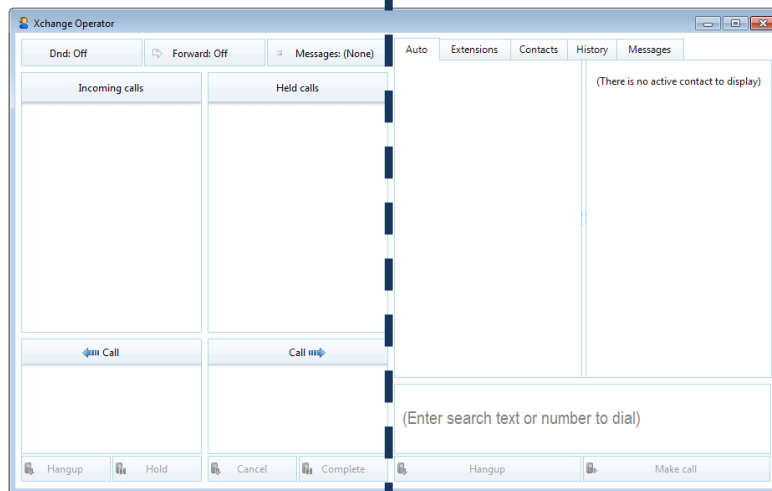 Xchange Operator
Dnd: Off
Forward: Off
Messages: (None)
Auto
Extensions
Contacts
History
Messages
Incoming calls
Held calls
(There is no active contact to display)
Call
Call
(Enter search text or number to dial)
Hangup
Hold
Cancel
Complete
Hangup
Make call